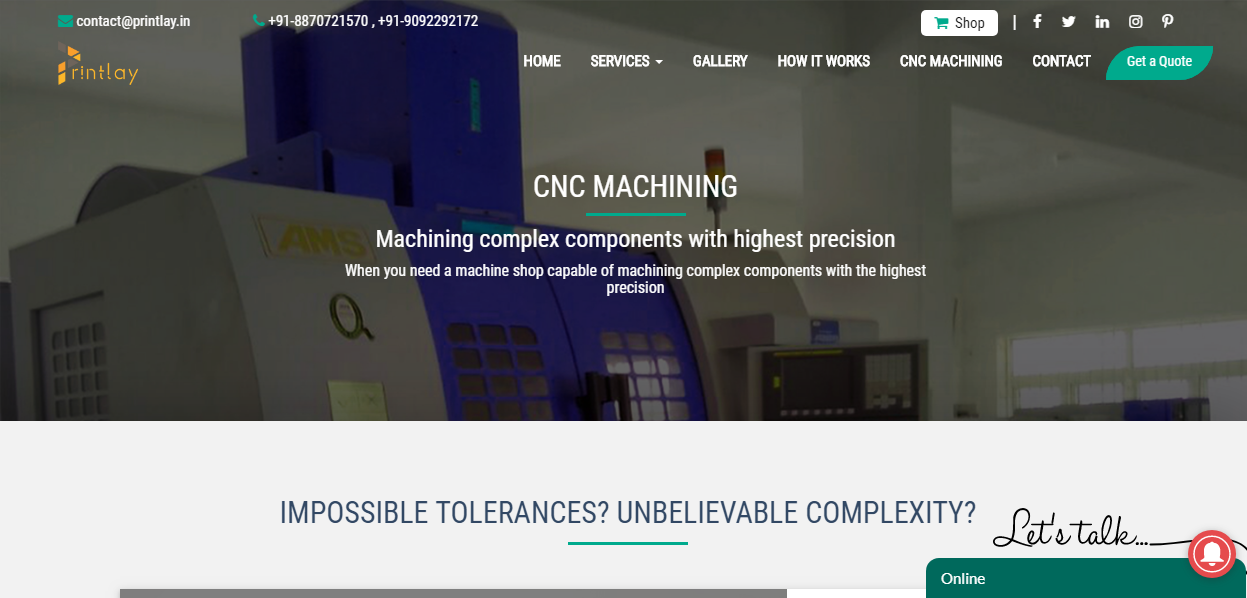 contact@printlay.in
+91-8870721570 , +91-9092292172
Shop
|
Printlay
HOME
SERVICES
GALLERY
HOW IT WORKS
CNC MACHINING
CONTACT
Get a Quote
AMS
CNC MACHINING
Machining complex components with highest precision
When you need a machine shop capable of machining complex components with the highest
precision
IMPOSSIBLE TOLERANCES? UNBELIEVABLE COMPLEXITY?
Let's talk...
Online